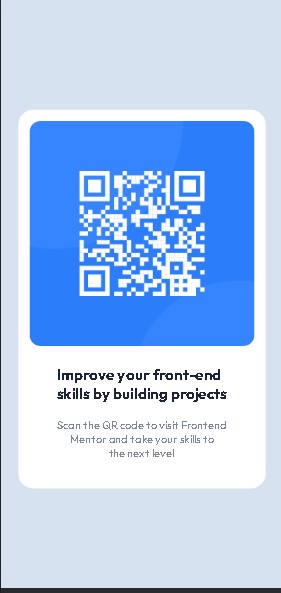 Improve your front-end
skills by building projects
Scan the QR code to visit Frontend
Mentor and take your skills to
the next level